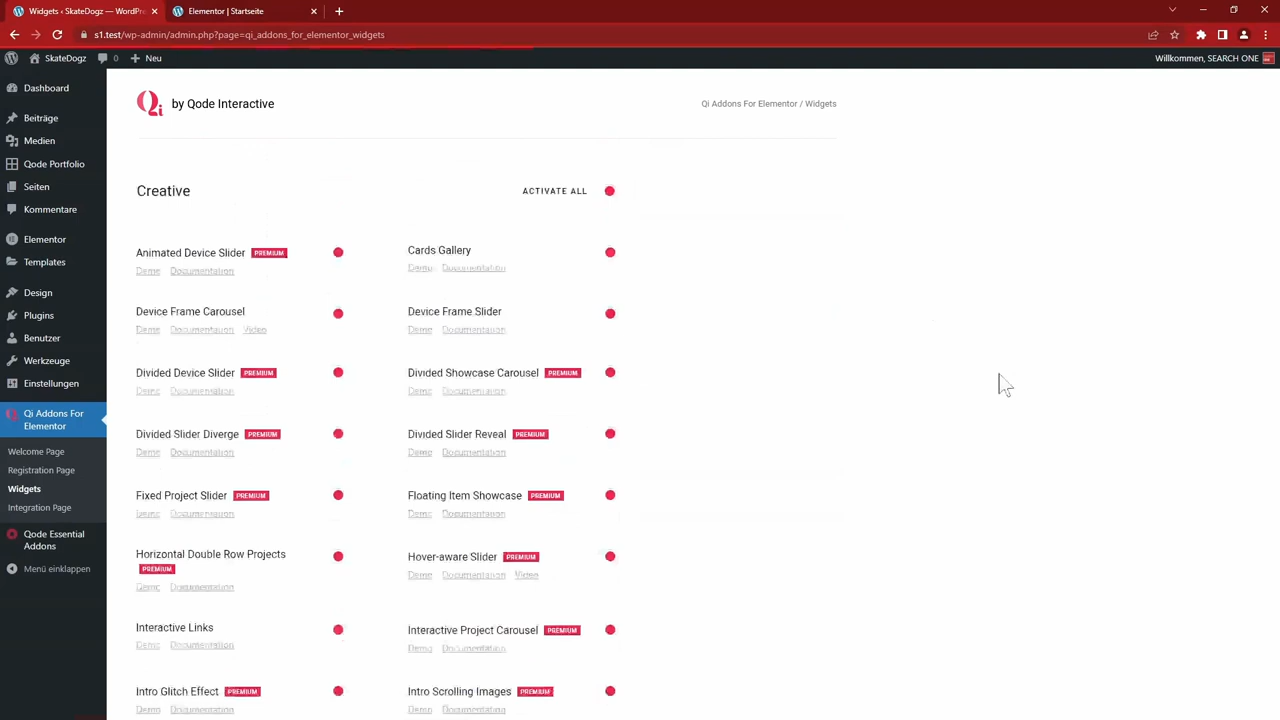 Widgets ‹ SkateDogz — WordPre
Elementor | Startseite
s1.test/wp-admin/admin.php?page=qi_addons_for_elementor_widgets
SkateDogz
0
Neu
Willkommen, SEARCH ONE
Dashboard
Beiträge
Medien
Qode Portfolio
Seiten
Kommentare
Elementor
Templates
Design
Plugins
Benutzer
Werkzeuge
Einstellungen
Qi Addons For
Elementor
Welcome Page
Registration Page
Widgets
Integration Page
Qode Essential
Addons
Menü einklappen
Qi by Qode Interactive
Qi Addons For Elementor / Widgets
Creative
ACTIVATE ALL
Animated Device Slider PREMIUM
Demo Documentation
Cards Gallery
Demo Documentation
Device Frame Carousel
Demo Documentation Video
Device Frame Slider
Demo Documentation
Divided Device Slider PREMIUM
Demo Documentation
Divided Showcase Carousel PREMIUM
Demo Documentation
Divided Slider Diverge PREMIUM
Demo Documentation
Divided Slider Reveal PREMIUM
Demo Documentation
Fixed Project Slider PREMIUM
Demo Documentation
Floating Item Showcase PREMIUM
Demo Documentation
Horizontal Double Row Projects
PREMIUM
Demo Documentation
Hover-aware Slider PREMIUM
Demo Documentation Video
Interactive Links
Demo Documentation
Interactive Project Carousel PREMIUM
Demo Documentation
Intro Glitch Effect PREMIUM
Demo Documentation
Intro Scrolling Images PREMIUM
Demo Documentation